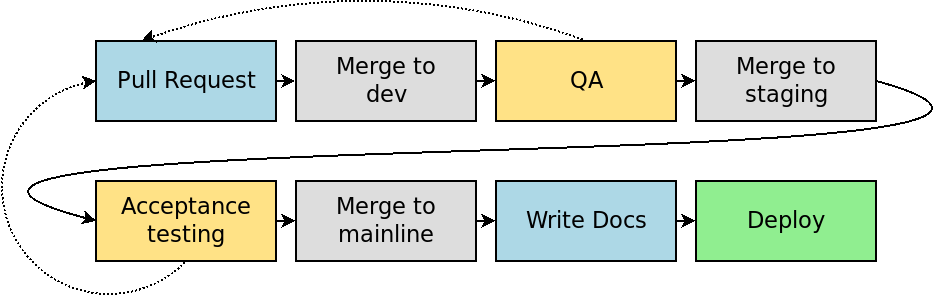 Pull Request
Merge to
dev
QA
Merge to
staging
Acceptance
testing
Merge to
mainline
Write Docs
Deploy